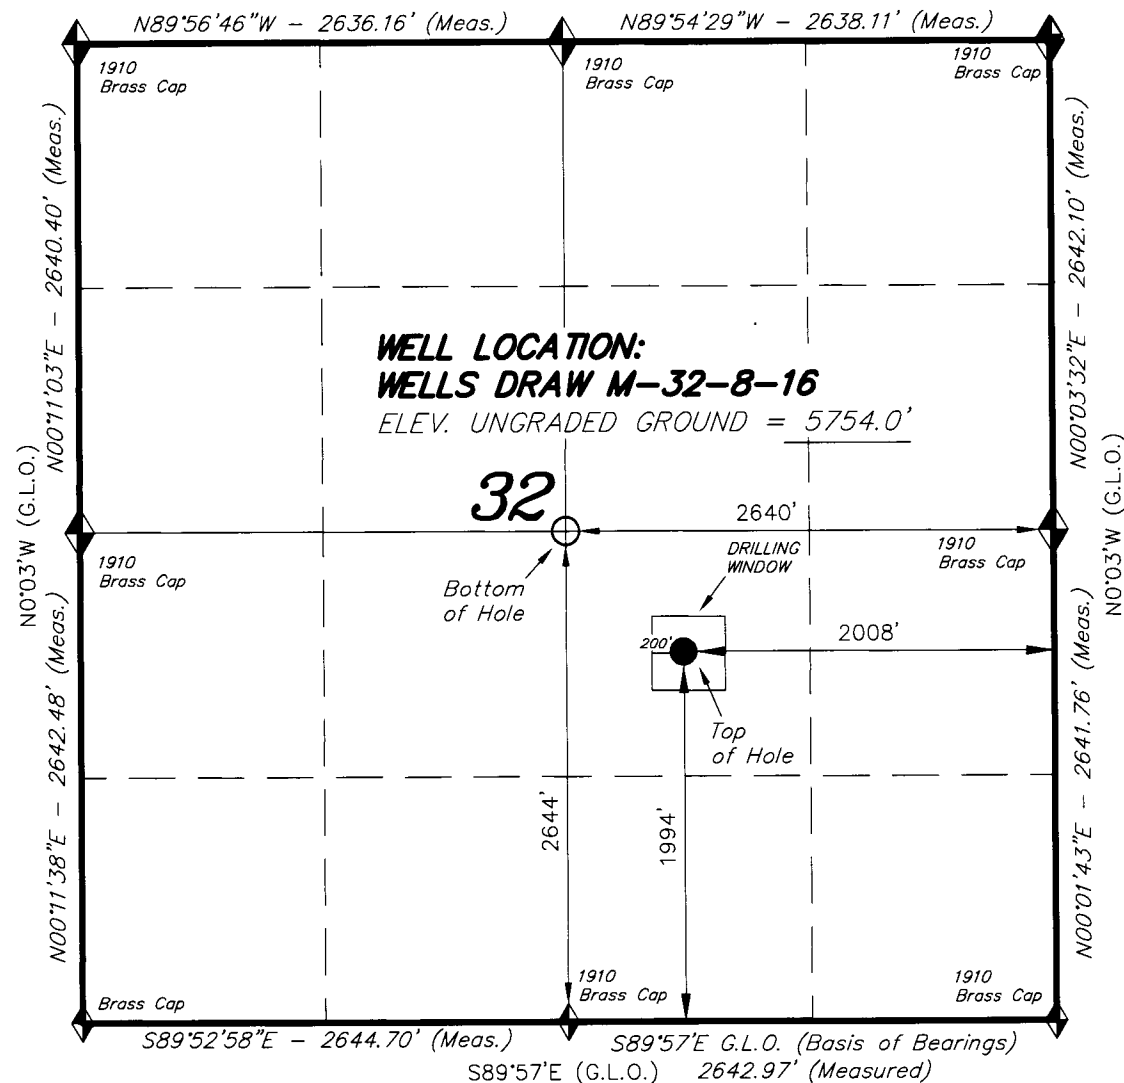 N89°56'46"W - 2636.16' (Meas.)
N89°54'29"W - 2638.11' (Meas.)
1910
Brass Cap
1910
Brass Cap
1910
Brass Cap
N00°11'03"E - 2640.40' (Meas.)
N00°03'32"E - 2642.10' (Meas.)
WELL LOCATION:
WELLS DRAW M-32-8-16
ELEV. UNGRADED GROUND = 5754.0'
N0°03'W (G.L.O.)
N0°03'W (G.L.O.)
32
2640'
1910
Brass Cap
1910
Brass Cap
DRILLING
WINDOW
Bottom
of Hole
200'
2008'
Top
of Hole
N00°11'38"E - 2642.48' (Meas.)
N00°01'43"E - 2641.76' (Meas.)
2644'
1994'
Brass Cap
1910
Brass Cap
1910
Brass Cap
S89°52'58"E - 2644.70' (Meas.)
S89°57'E G.L.O. (Basis of Bearings)
S89°57'E (G.L.O.)
2642.97' (Measured)